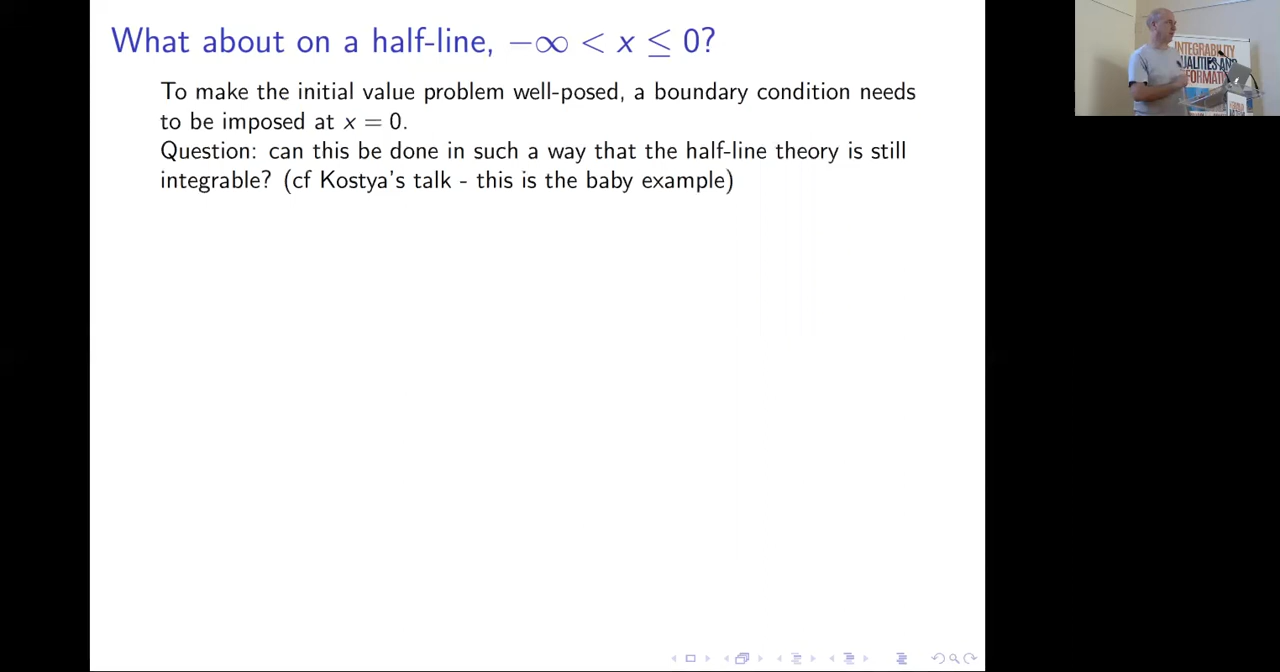 What about on a half-line, −∞ < x ≤ 0?
To make the initial value problem well-posed, a boundary condition needs
to be imposed at x = 0.
Question: can this be done in such a way that the half-line theory is still
integrable? (cf Kostya's talk - this is the baby example)
INTEGRABILITY